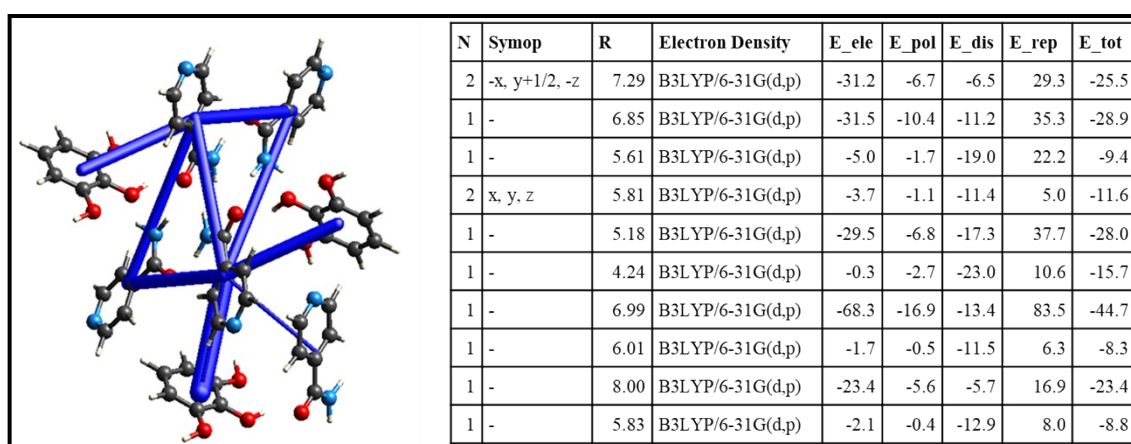 N Symop R Electron Density E_ele E_pol E_dis E_rep E_tot
2 -x, y+1/2, -z 7.29 B3LYP/6-31G(d,p) -31.2 -6.7 -6.5 29.3 -25.5
1 - 6.85 B3LYP/6-31G(d,p) -31.5 -10.4 -11.2 35.3 -28.9
1 - 5.61 B3LYP/6-31G(d,p) -5.0 -1.7 -19.0 22.2 -9.4
2 x, y, z 5.81 B3LYP/6-31G(d,p) -3.7 -1.1 -11.4 5.0 -11.6
1 - 5.18 B3LYP/6-31G(d,p) -29.5 -6.8 -17.3 37.7 -28.0
1 - 4.24 B3LYP/6-31G(d,p) -0.3 -2.7 -23.0 10.6 -15.7
1 - 6.99 B3LYP/6-31G(d,p) -68.3 -16.9 -13.4 83.5 -44.7
1 - 6.01 B3LYP/6-31G(d,p) -1.7 -0.5 -11.5 6.3 -8.3
1 - 8.00 B3LYP/6-31G(d,p) -23.4 -5.6 -5.7 16.9 -23.4
1 - 5.83 B3LYP/6-31G(d,p) -2.1 -0.4 -12.9 8.0 -8.8